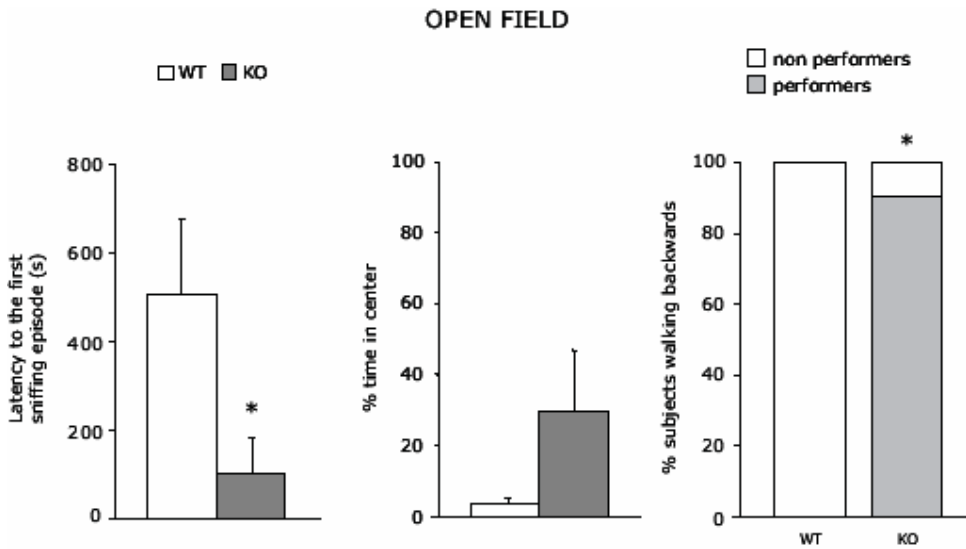 OPEN FIELD
WT KO
non performers
performers
*
800
600
400
200
0
Latency to the first
sniffing episode (s)
*
100
80
60
40
20
0
% time in center
100
80
60
40
20
0
% subjects walking backwards
WT KO